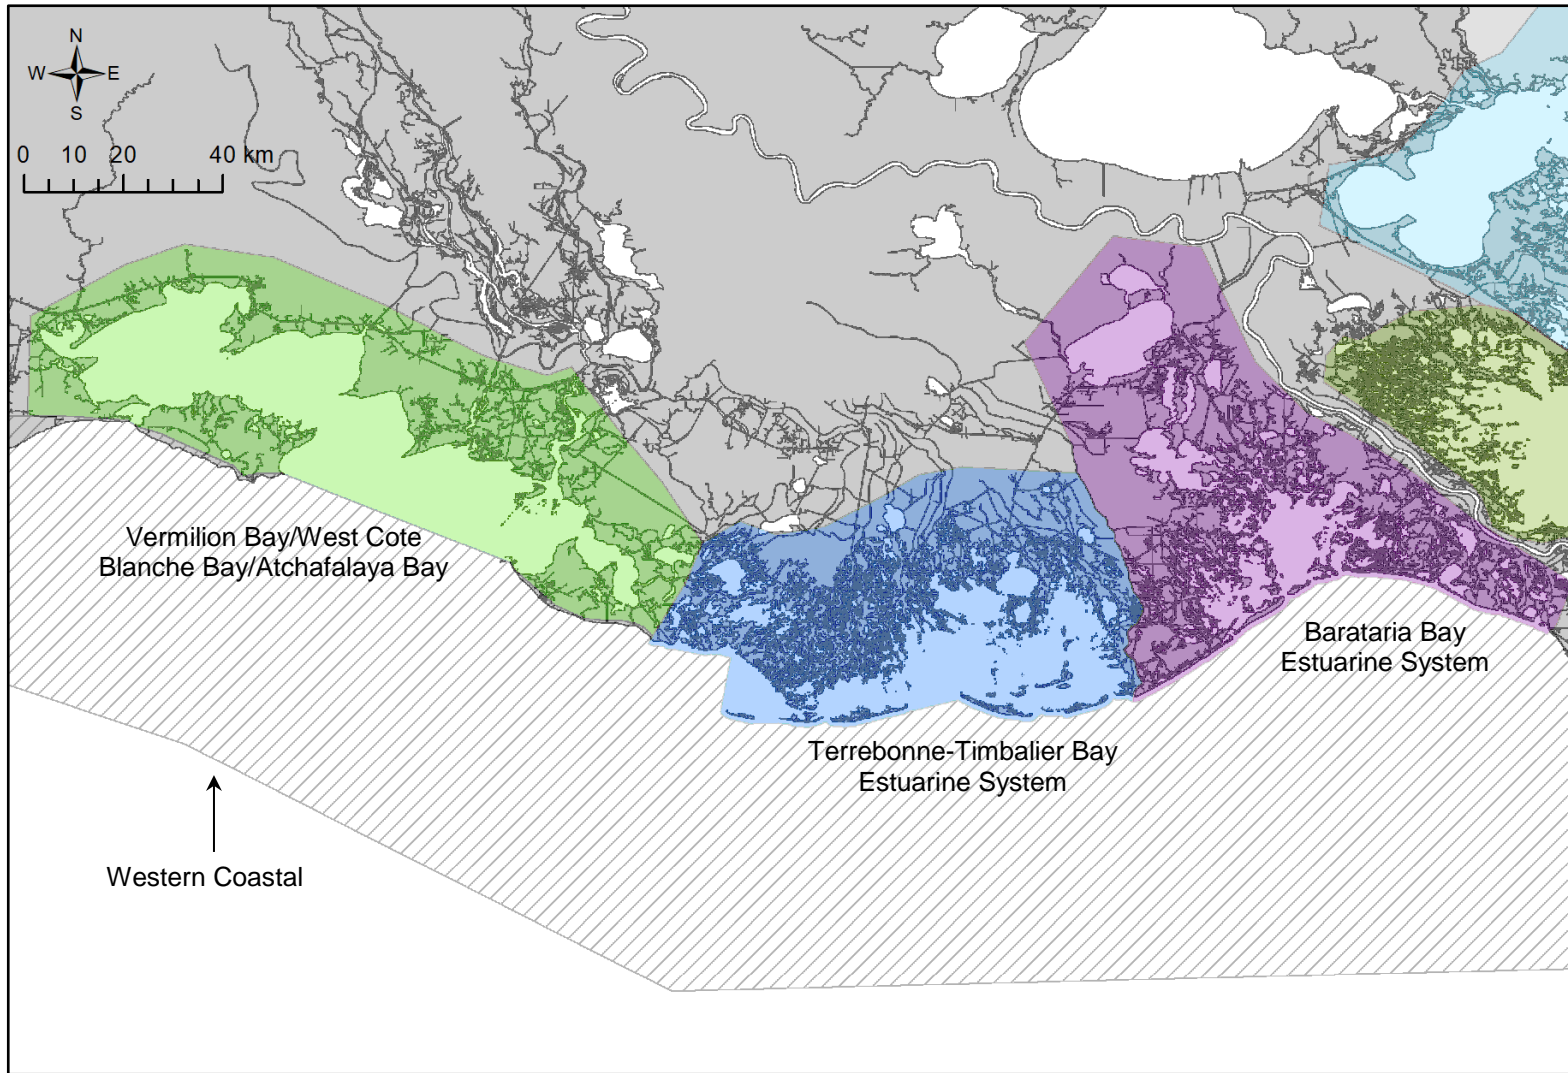 N
W E
S
0 10 20 40 km
Vermilion Bay/West Cote
Blanche Bay/Atchafalaya Bay
Barataria Bay
Estuarine System
Terrebonne-Timbalier Bay
Estuarine System
Western Coastal